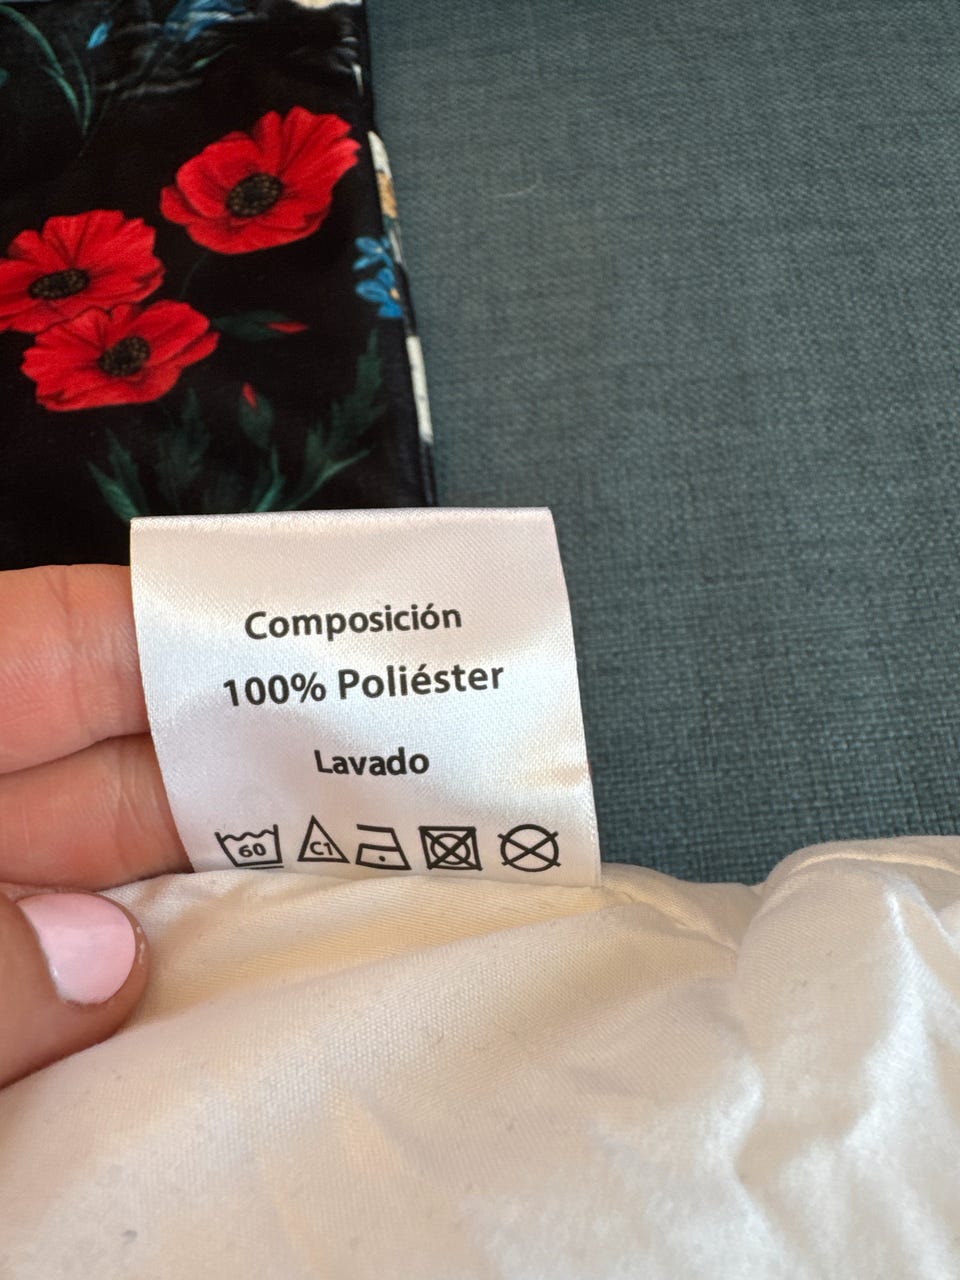 Composición
100% Poliéster
Lavado
60 C1